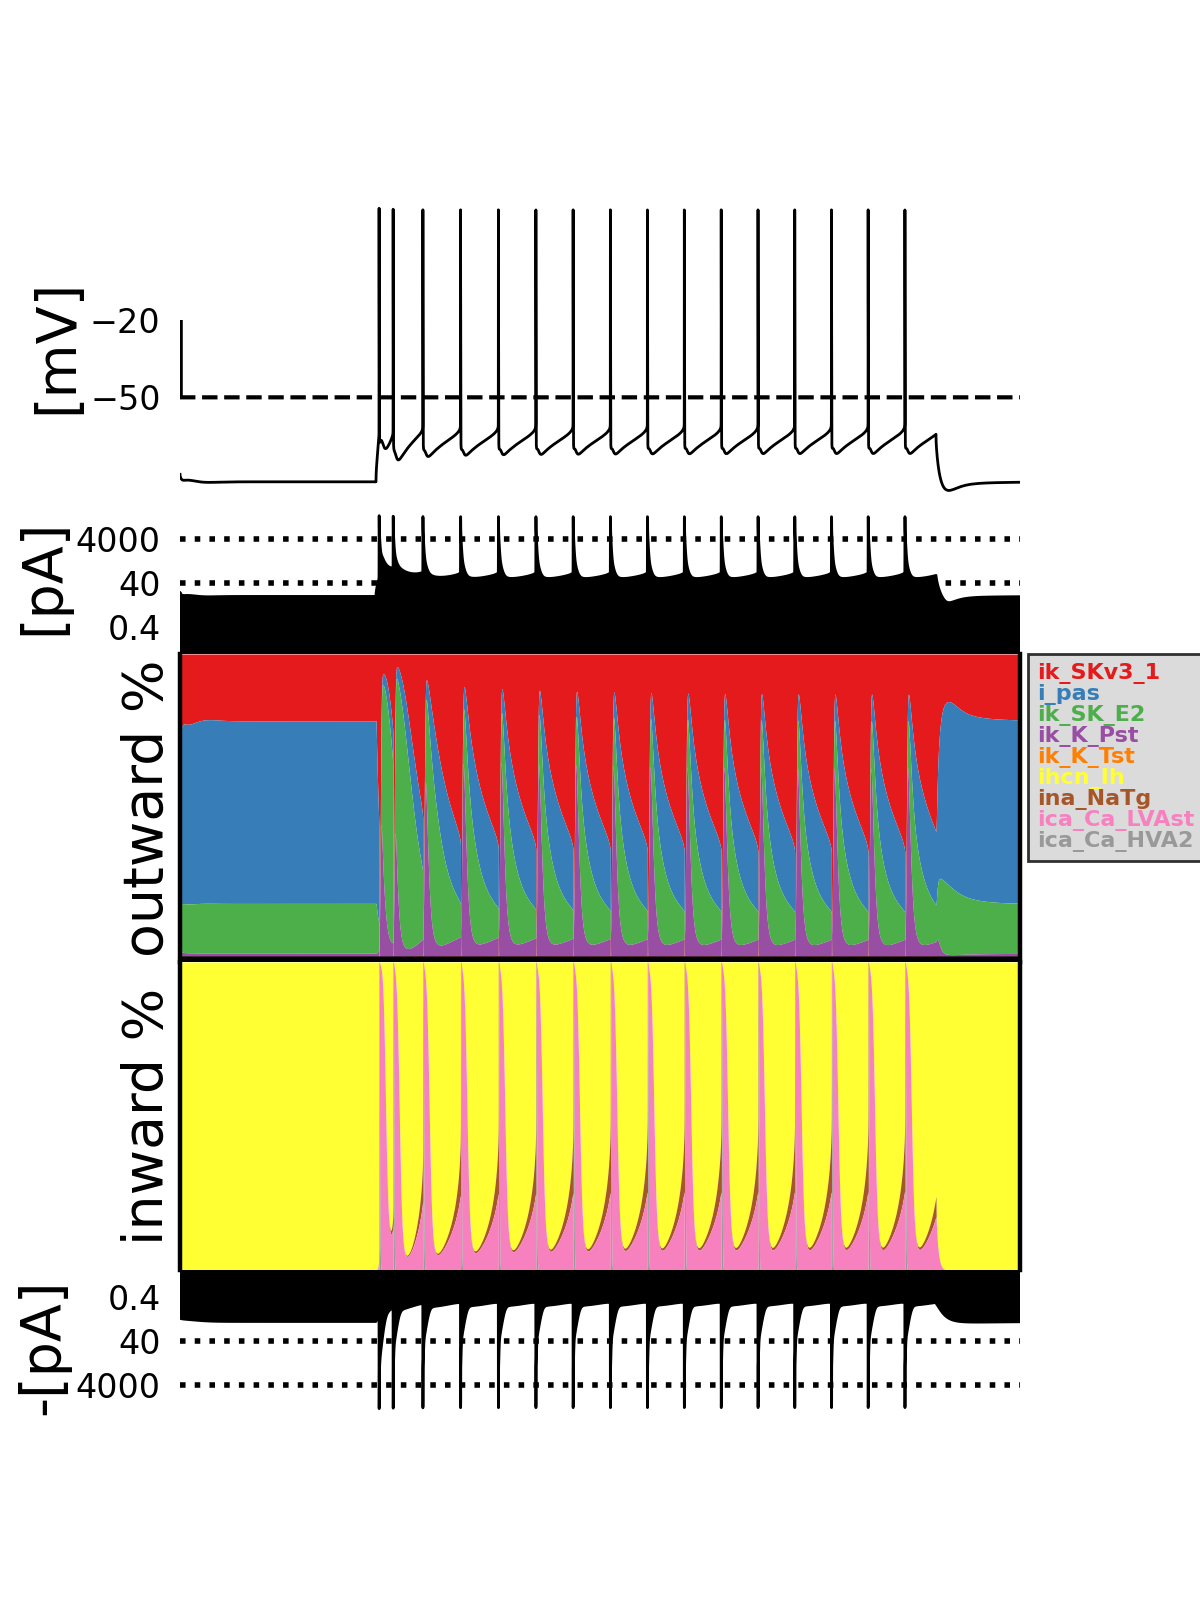 [mV]
−20
−50
[pA]
4000
40
0.4
outward %
ik_SKv3_1
i_pas
ik_SK_E2
ik_K_Pst
ik_K_Tst
Ihcn_Ih
ina_NaTg
ica_Ca_LVAst
ica_Ca_HVA2
inward %
-[pA]
0.4
40
4000